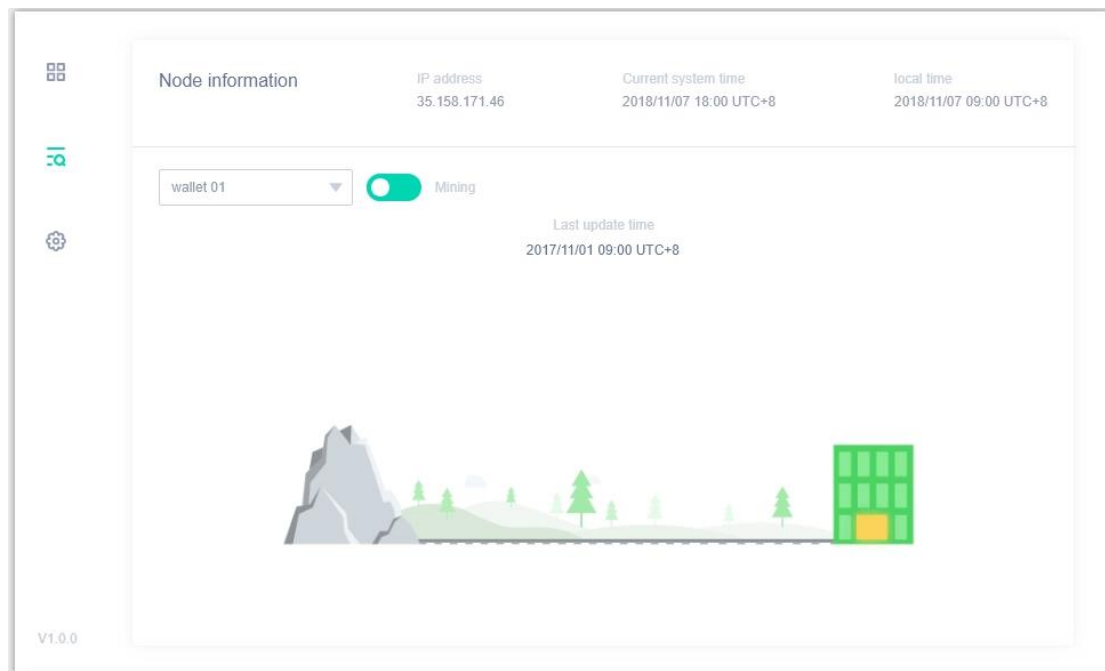 Node information
IP address
35.158.171.46
Current system time
2018/11/07 18:00 UTC+8
local time
2018/11/07 09:00 UTC+8
wallet 01
Mining
Last update time
2017/11/01 09:00 UTC+8
V1.0.0